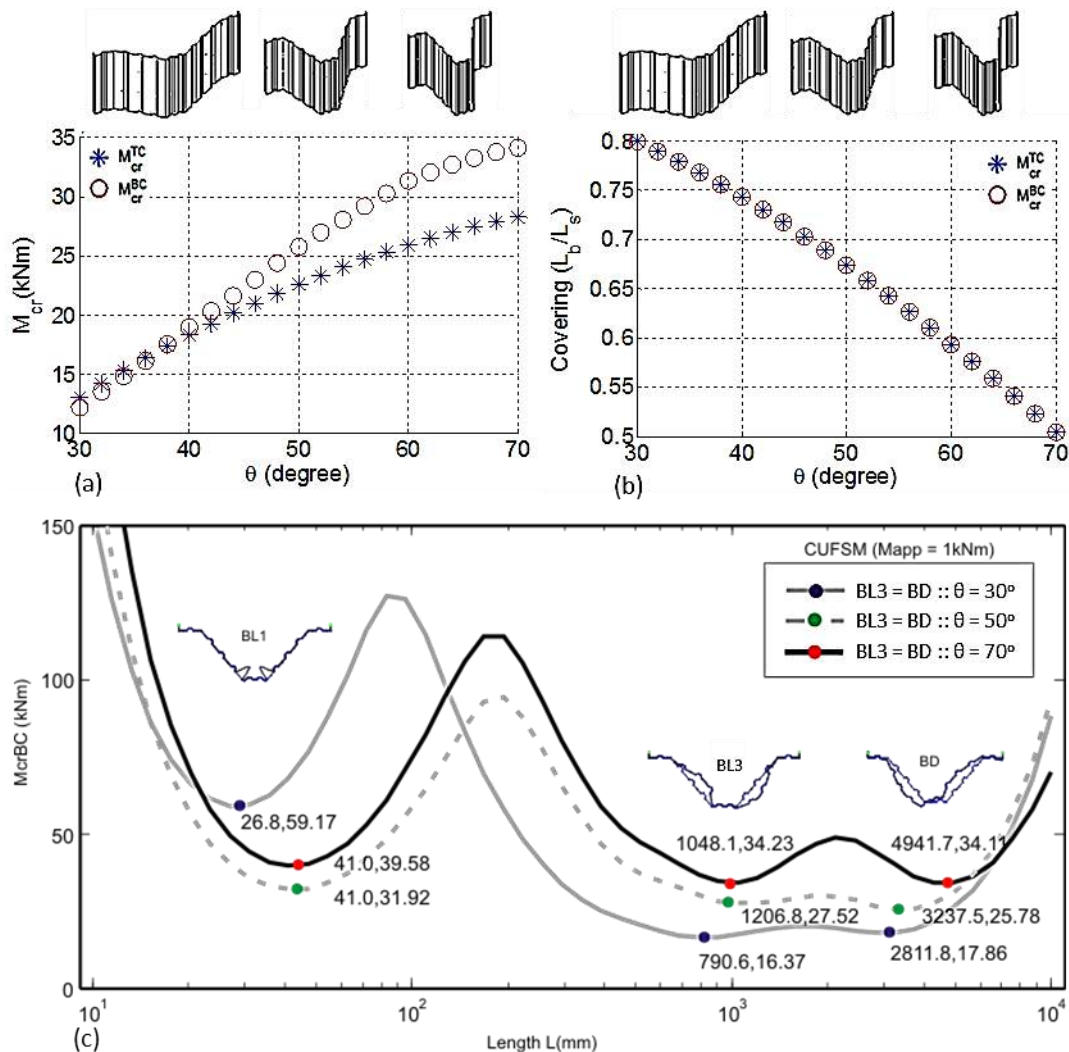 35
30
25
20
15
10
M_cr (kNm)
M_cr^TC
M_cr^BC
30 40 50 60 70
θ (degree)
(a)
0.8
0.75
0.7
0.65
0.6
0.55
0.5
Covering (L_b/L_s)
M_cr^TC
M_cr^BC
30 40 50 60 70
θ (degree)
(b)
150
100
50
0
McrBC (kNm)
CUFSM (Mapp = 1kNm)
BL3 = BD :: θ = 30º
BL3 = BD :: θ = 50º
BL3 = BD :: θ = 70º
BL1
BL3
BD
26.8,59.17
41.0,39.58
41.0,31.92
1048.1,34.23
4941.7,34.11
1206.8,27.52
3237.5,25.78
790.6,16.37
2811.8,17.86
10^1 10^2 10^3 10^4
Length L(mm)
(c)